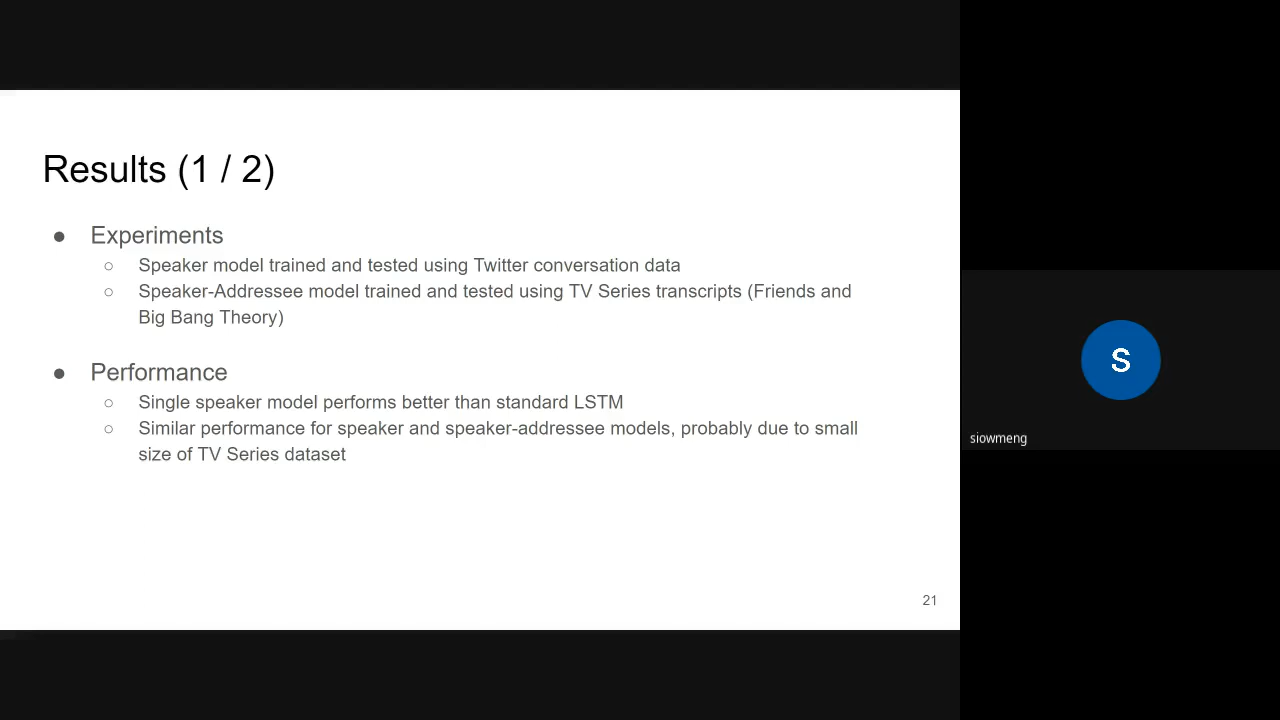 Results (1 / 2)
● Experiments
○ Speaker model trained and tested using Twitter conversation data
○ Speaker-Addressee model trained and tested using TV Series transcripts (Friends and
Big Bang Theory)
● Performance
○ Single speaker model performs better than standard LSTM
○ Similar performance for speaker and speaker-addressee models, probably due to small
size of TV Series dataset
21
S
siowmeng